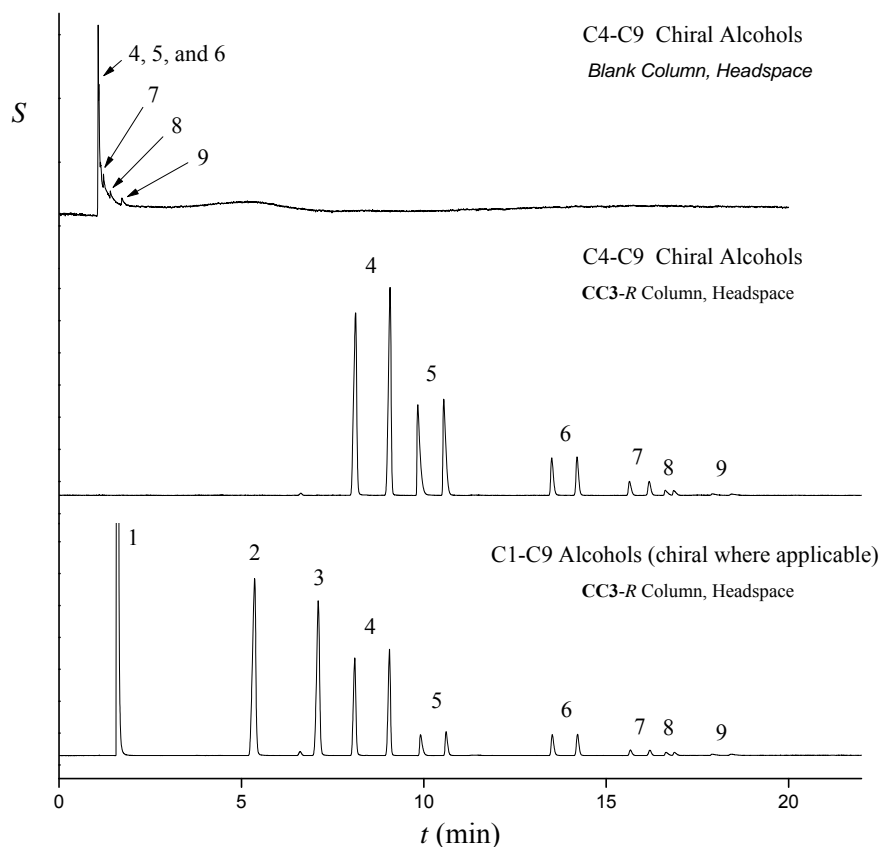 C4-C9 Chiral Alcohols
Blank Column, Headspace
4, 5, and 6
7
8
9
S
C4-C9 Chiral Alcohols
CC3-R Column, Headspace
4
5
6
7
8
9
C1-C9 Alcohols (chiral where applicable)
CC3-R Column, Headspace
1
2
3
4
5
6
7
8
9
0 5 10 15 20
t (min)